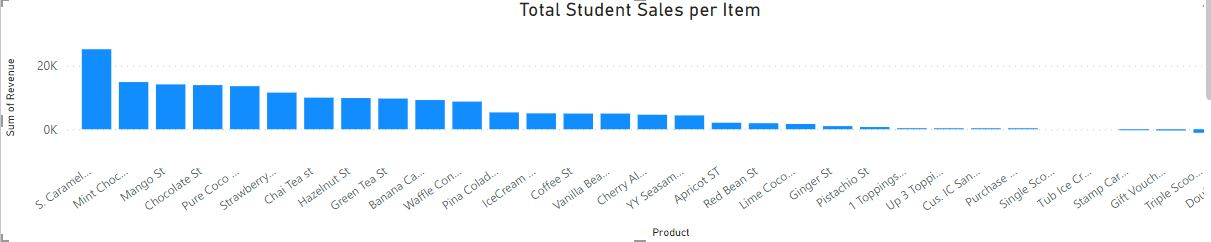 Total Student Sales per Item
Sum of Revenue
20K
0K
S. Caramel...
Mint Choc...
Mango St
Chocolate St
Pure Coco ...
Strawberry...
Chai Tea st
Hazelnut St
Green Tea St
Banana Ca...
Waffle Con...
Pina Colad...
IceCream ...
Coffee St
Vanilla Bea...
Cherry Al...
YY Seasam...
Apricot ST
Red Bean St
Lime Coco...
Ginger St
Pistachio St
1 Toppings...
Up 3 Toppi...
Cus. IC San...
Purchase ...
Single Sco...
Tub Ice Cr...
Stamp Car...
Gift Vouch...
Triple Scoo...
Dou
Product